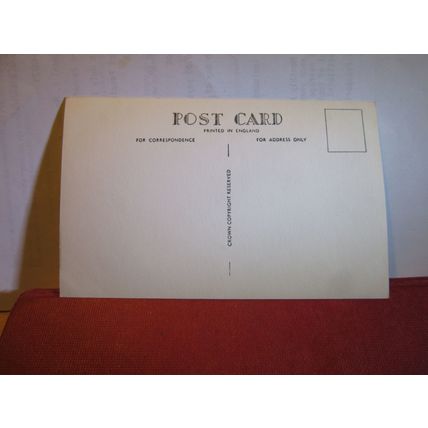 POST CARD
PRINTED IN ENGLAND
FOR CORRESPONDENCE
FOR ADDRESS ONLY
CROWN COPYRIGHT RESERVED